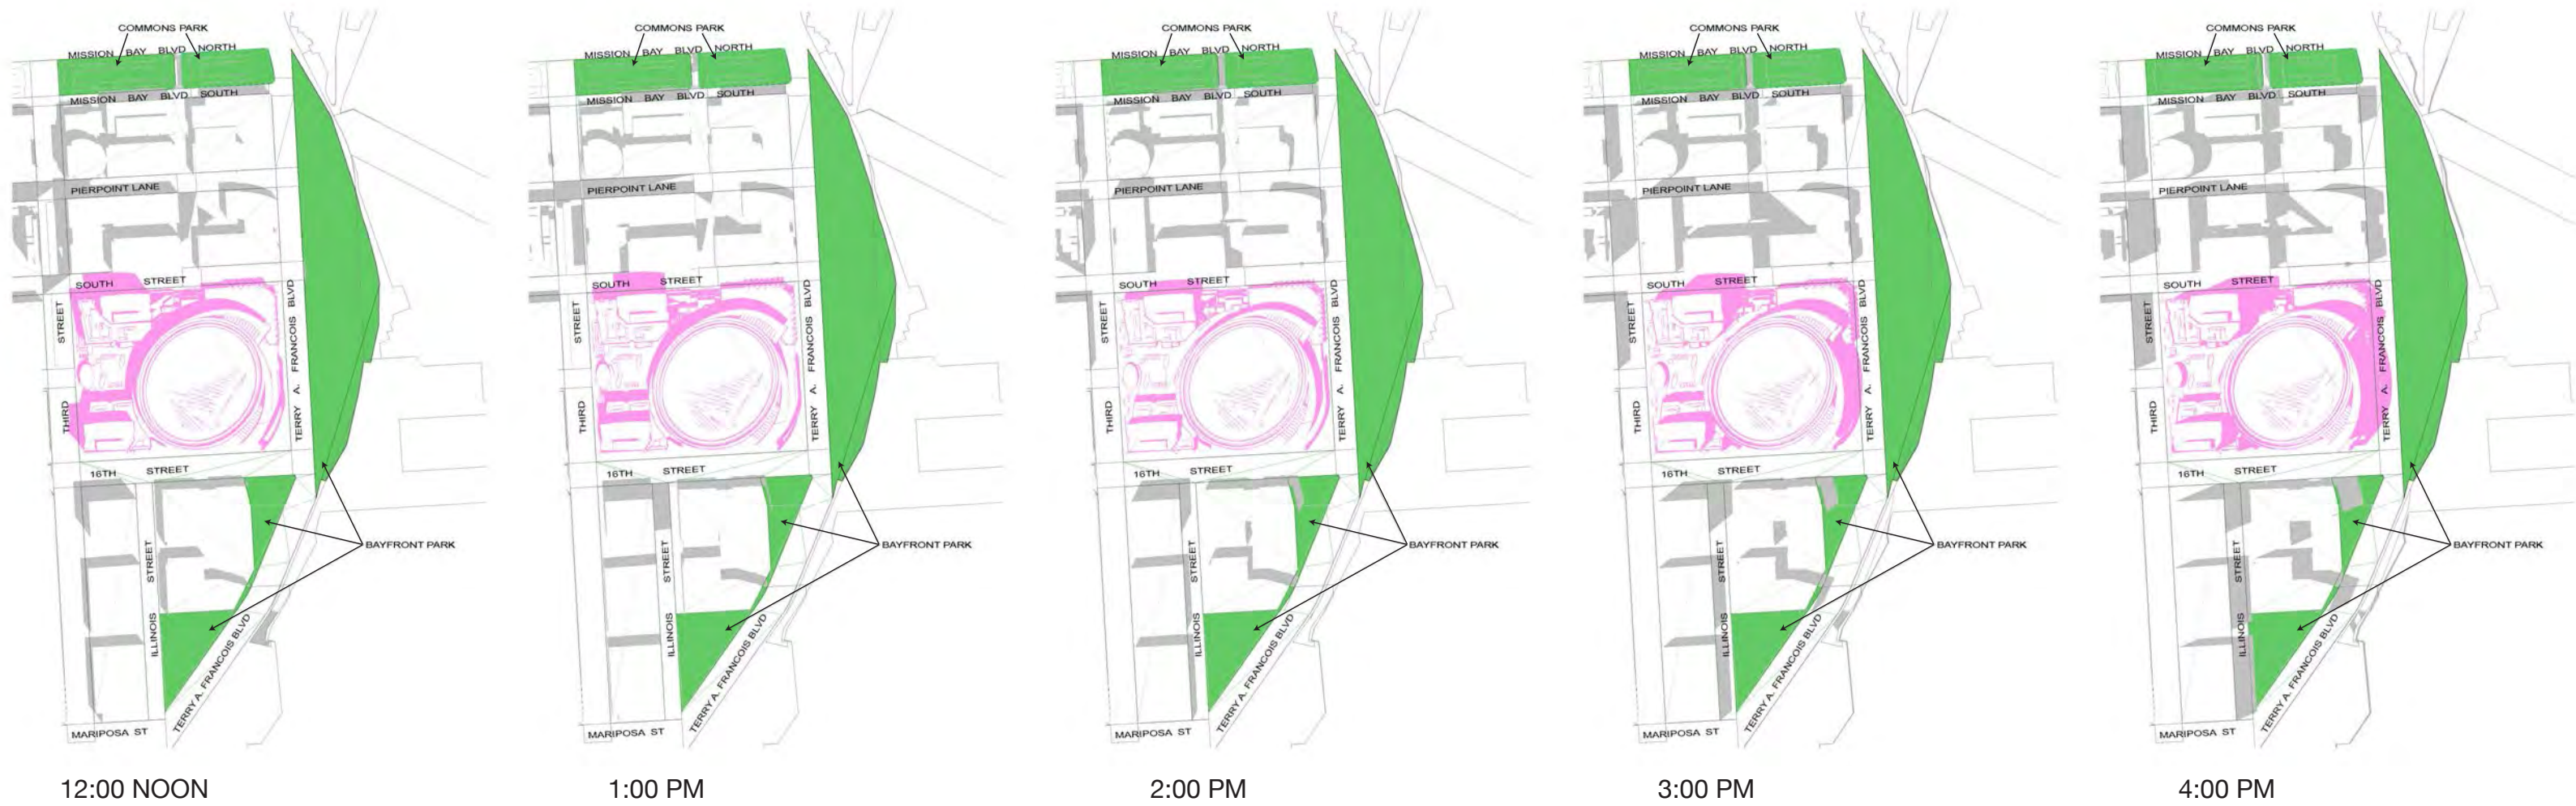 COMMONS PARK
MISSION BAY BLVD NORTH
MISSION BAY BLVD SOUTH
PIERPOINT LANE
SOUTH STREET
THIRD STREET
TERRY A. FRANCOIS BLVD
16TH STREET
BAYFRONT PARK
ILLINOIS STREET
TERRY A. FRANCOIS BLVD
MARIPOSA ST
12:00 NOON
COMMONS PARK
MISSION BAY BLVD NORTH
MISSION BAY BLVD SOUTH
PIERPOINT LANE
SOUTH STREET
THIRD STREET
TERRY A. FRANCOIS BLVD
16TH STREET
BAYFRONT PARK
ILLINOIS STREET
TERRY A. FRANCOIS BLVD
MARIPOSA ST
1:00 PM
COMMONS PARK
MISSION BAY BLVD NORTH
MISSION BAY BLVD SOUTH
PIERPOINT LANE
SOUTH STREET
THIRD STREET
TERRY A. FRANCOIS BLVD
16TH STREET
BAYFRONT PARK
ILLINOIS STREET
TERRY A. FRANCOIS BLVD
MARIPOSA ST
2:00 PM
COMMONS PARK
MISSION BAY BLVD NORTH
MISSION BAY BLVD SOUTH
PIERPOINT LANE
SOUTH STREET
THIRD STREET
TERRY A. FRANCOIS BLVD
16TH STREET
BAYFRONT PARK
ILLINOIS STREET
TERRY A. FRANCOIS BLVD
MARIPOSA ST
3:00 PM
COMMONS PARK
MISSION BAY BLVD NORTH
MISSION BAY BLVD SOUTH
PIERPOINT LANE
SOUTH STREET
THIRD STREET
TERRY A. FRANCOIS BLVD
16TH STREET
BAYFRONT PARK
ILLINOIS STREET
TERRY A. FRANCOIS BLVD
MARIPOSA ST
4:00 PM